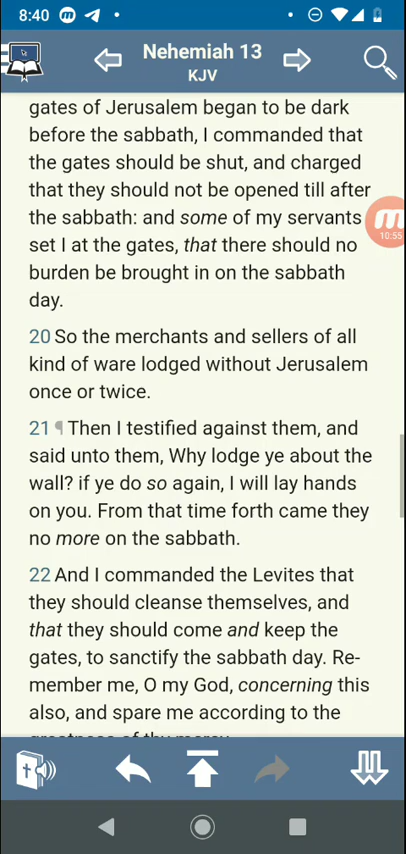 8:40
Nehemiah 13
KJV
gates of Jerusalem began to be dark
before the sabbath, I commanded that
the gates should be shut, and charged
that they should not be opened till after
the sabbath: and some of my servants
set I at the gates, that there should no
burden be brought in on the sabbath
day.
10:55
20 So the merchants and sellers of all
kind of ware lodged without Jerusalem
once or twice.
21 ¶ Then I testified against them, and
said unto them, Why lodge ye about the
wall? if ye do so again, I will lay hands
on you. From that time forth came they
no more on the sabbath.
22 And I commanded the Levites that
they should cleanse themselves, and
that they should come and keep the
gates, to sanctify the sabbath day. Re-
member me, O my God, concerning this
also, and spare me according to the
greatness of thy mercy.